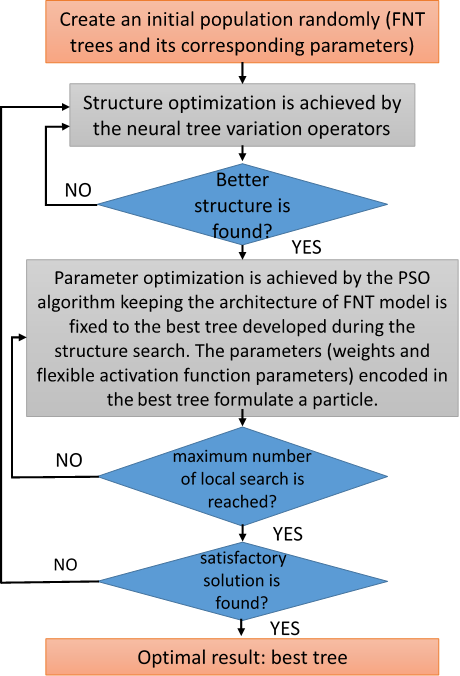 Create an initial population randomly (FNT
trees and its corresponding parameters)
Structure optimization is achieved by
the neural tree variation operators
NO
Better
structure is
found?
YES
Parameter optimization is achieved by the PSO
algorithm keeping the architecture of FNT model is
fixed to the best tree developed during the
structure search. The parameters (weights and
flexible activation function parameters) encoded in
the best tree formulate a particle.
NO
maximum number
of local search is
reached?
YES
NO
satisfactory
solution is
found?
YES
Optimal result: best tree